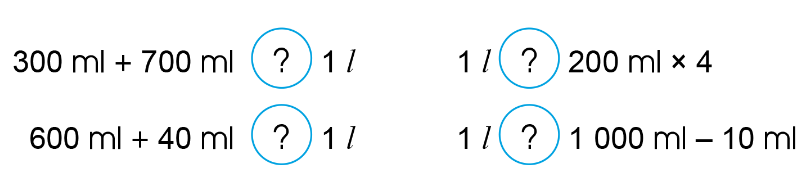 300 ml + 700 ml ? 1 l
1 l ? 200 ml × 4
600 ml + 40 ml ? 1 l
1 l ? 1 000 ml – 10 ml